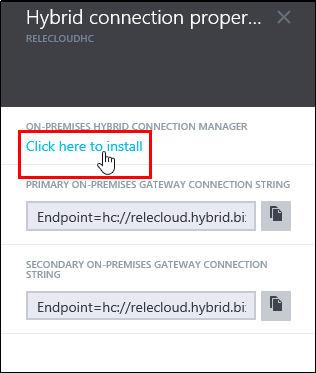 Hybrid connection proper...
RELECLOUDHC
ON-PREMISES HYBRID CONNECTION MANAGER
Click here to install
PRIMARY ON-PREMISES GATEWAY CONNECTION STRING
Endpoint=hc://relecloud.hybrid.bi
SECONDARY ON-PREMISES GATEWAY CONNECTION
STRING
Endpoint=hc://relecloud.hybrid.bi